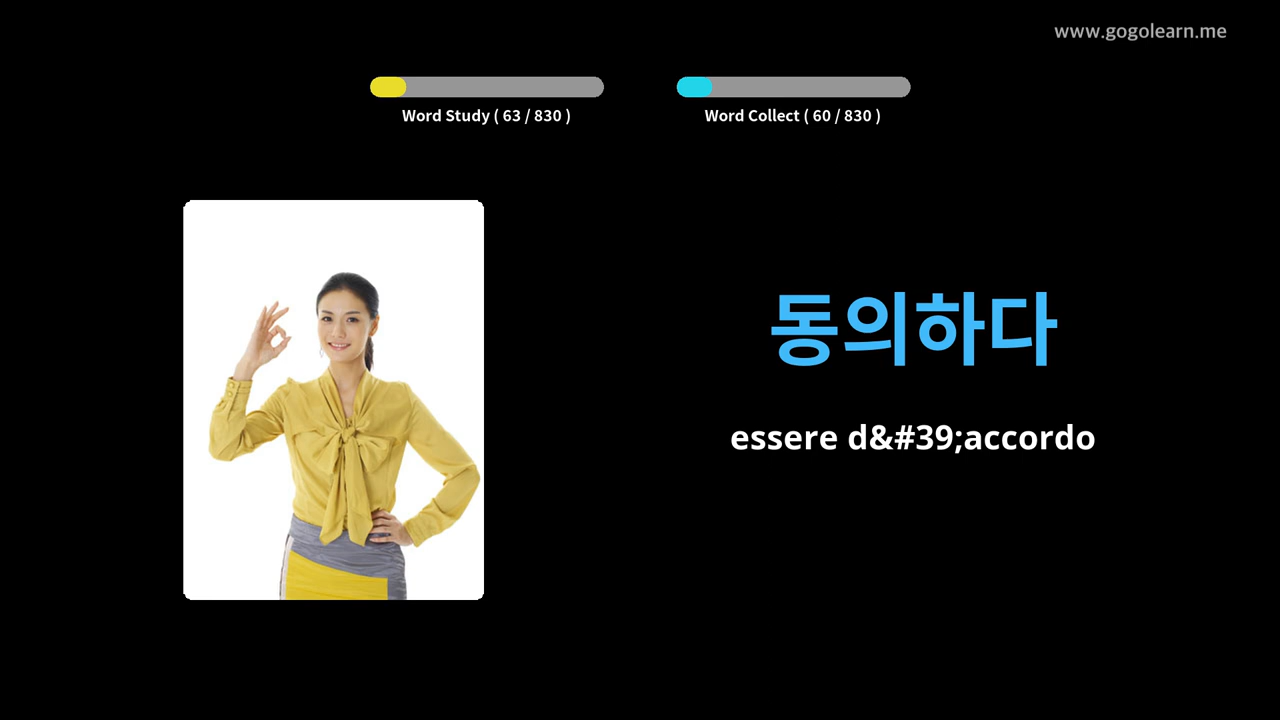 www.gogolearn.me
Word Study ( 63 / 830 )
Word Collect ( 60 / 830 )
동의하다
essere d&#39;accordo